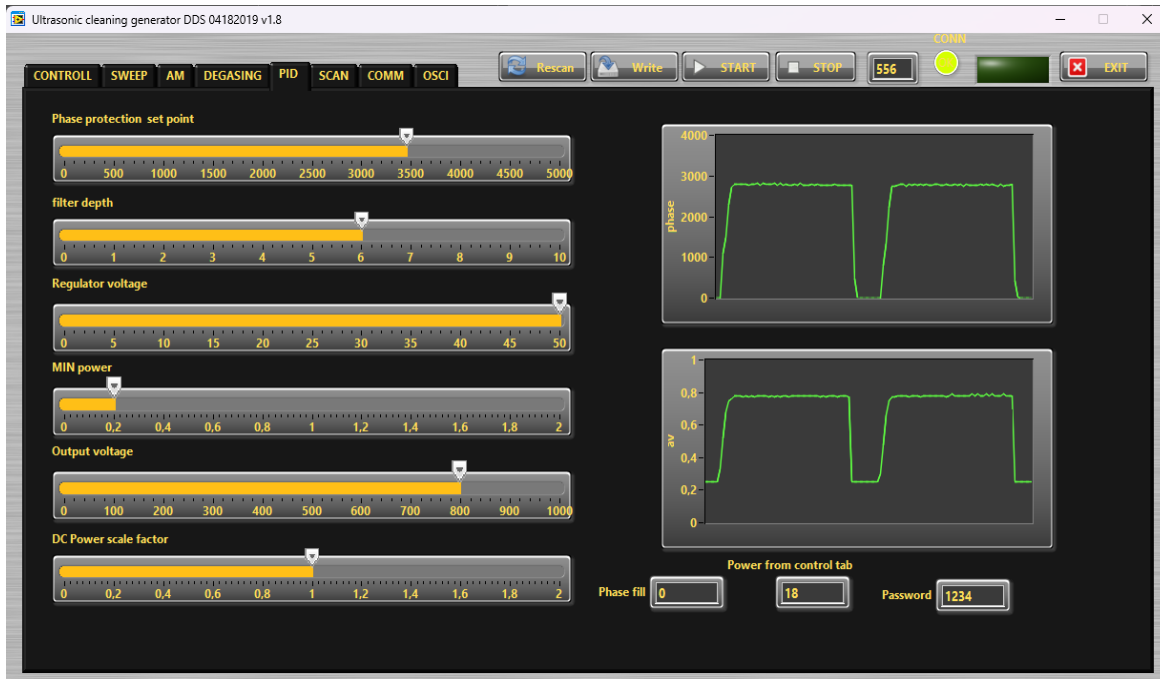 Ultrasonic cleaning generator DDS 04182019 v1.8
CONN
CONTROLL SWEEP AM DEGASING PID SCAN COMM OSCI
Rescan Write START STOP 556 EXIT
Phase protection set point
0 500 1000 1500 2000 2500 3000 3500 4000 4500 5000
filter depth
0 1 2 3 4 5 6 7 8 9 10
Regulator voltage
0 5 10 15 20 25 30 35 40 45 50
MIN power
0 0,2 0,4 0,6 0,8 1 1,2 1,4 1,6 1,8 2
Output voltage
0 100 200 300 400 500 600 700 800 900 1000
DC Power scale factor
0 0,2 0,4 0,6 0,8 1 1,2 1,4 1,6 1,8 2
phase
4000
3000
2000
1000
0
av
1
0,8
0,6
0,4
0,2
0
Power from control tab
Phase fill 0 18 Password 1234